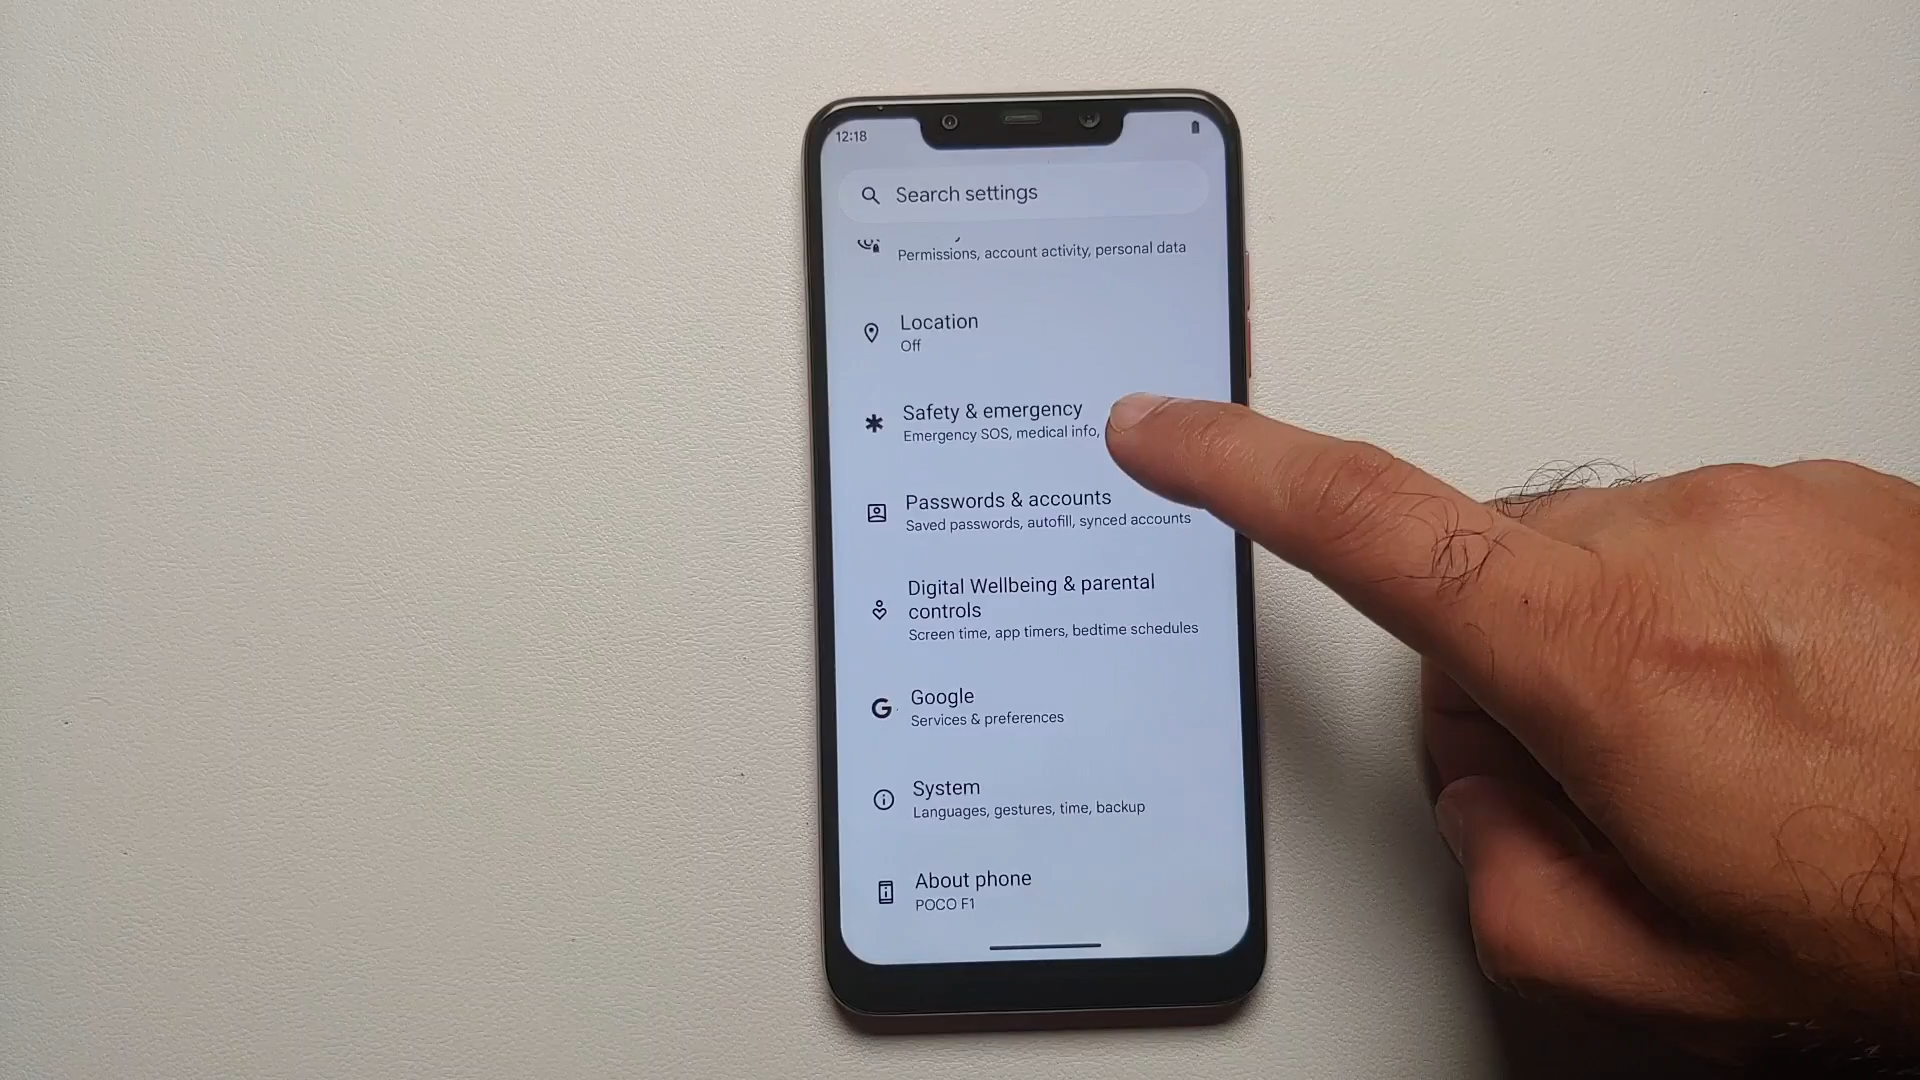 12:18
Search settings
Permissions, account activity, personal data
Location
Off
Safety & emergency
Emergency SOS, medical info,
Passwords & accounts
Saved passwords, autofill, synced accounts
Digital Wellbeing & parental
controls
Screen time, app timers, bedtime schedules
Google
Services & preferences
System
Languages, gestures, time, backup
About phone
POCO F1